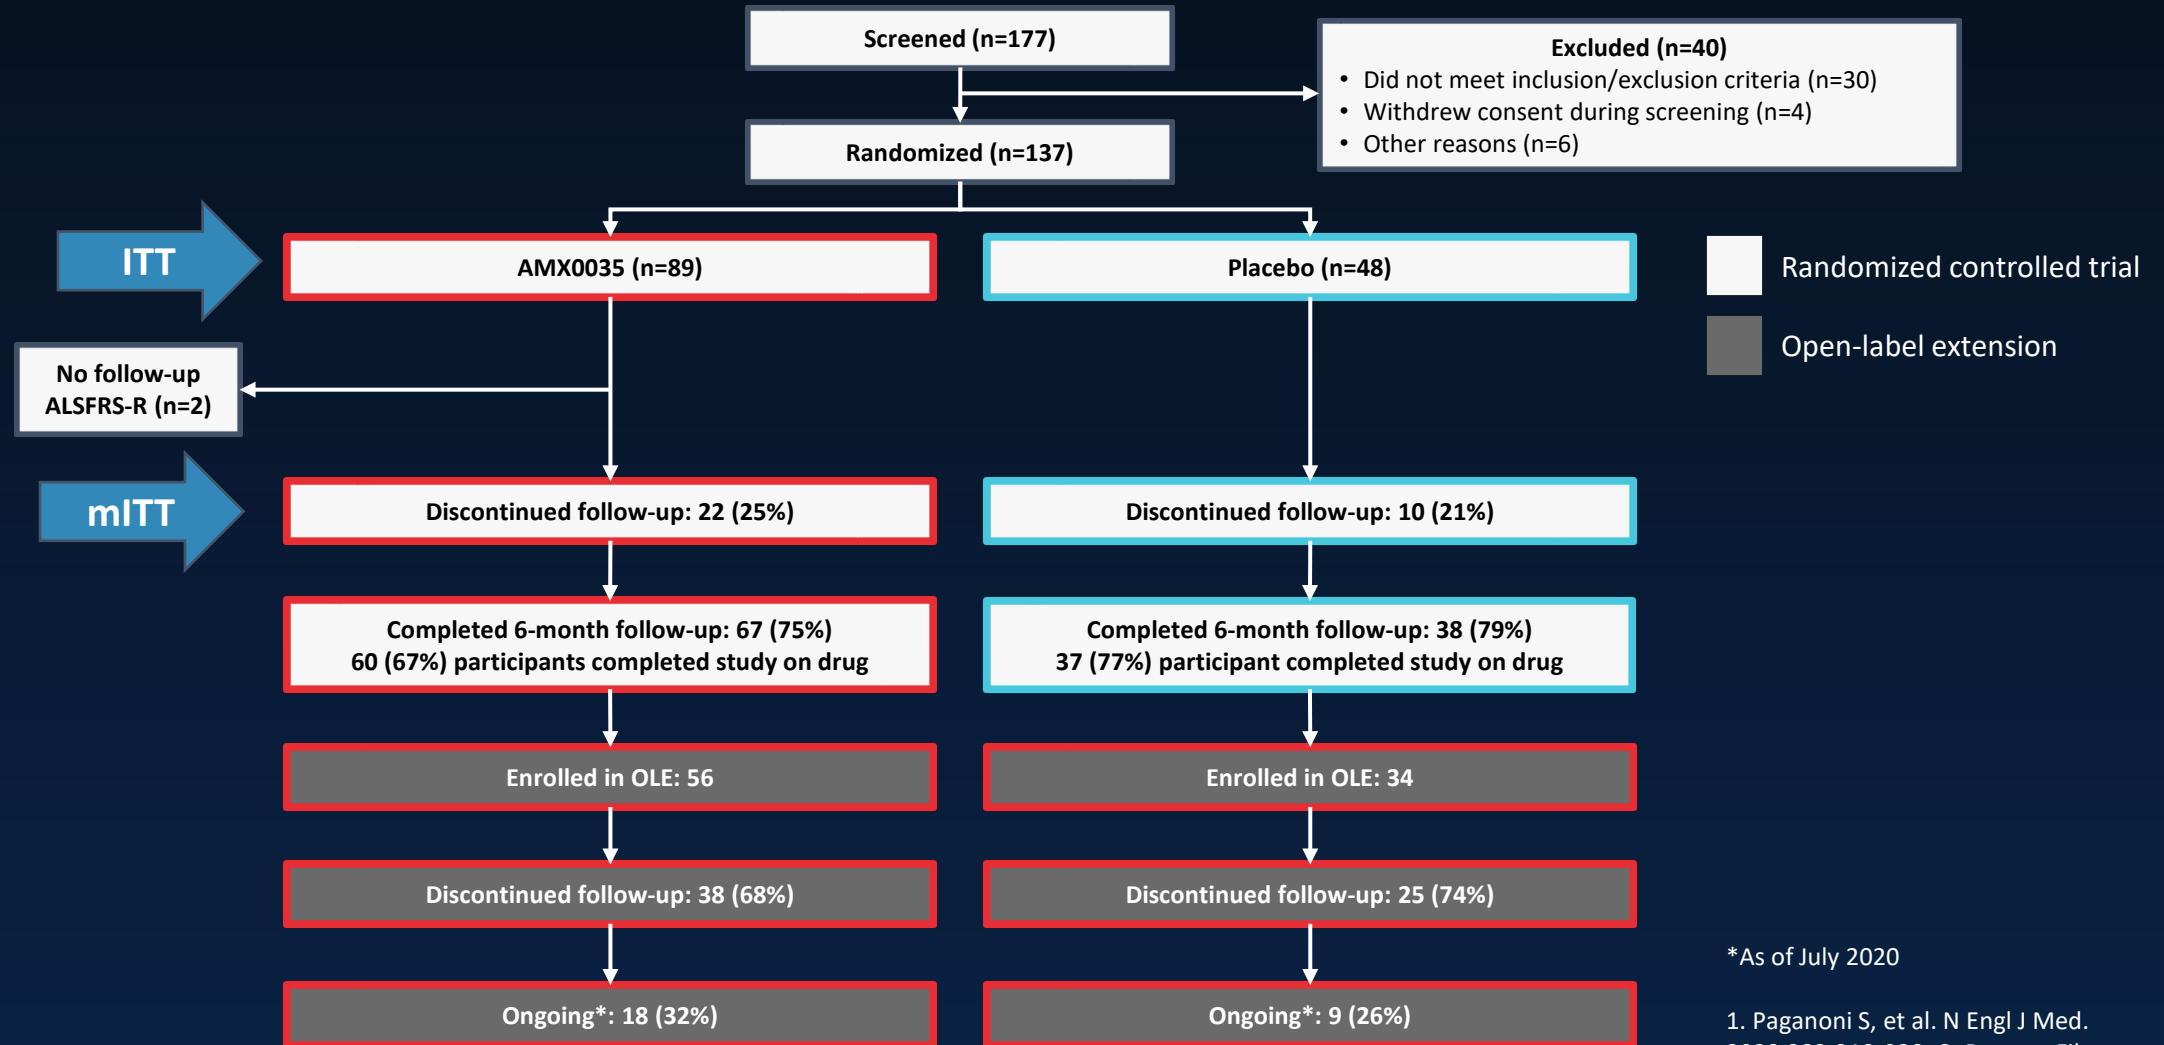 Screened (n=177)
Excluded (n=40)
• Did not meet inclusion/exclusion criteria (n=30)
• Withdrew consent during screening (n=4)
• Other reasons (n=6)
Randomized (n=137)
ITT
AMX0035 (n=89)
Placebo (n=48)
Randomized controlled trial
Open-label extension
No follow-up
ALSFRS-R (n=2)
mITT
Discontinued follow-up: 22 (25%)
Discontinued follow-up: 10 (21%)
Completed 6-month follow-up: 67 (75%)
60 (67%) participants completed study on drug
Completed 6-month follow-up: 38 (79%)
37 (77%) participant completed study on drug
Enrolled in OLE: 56
Enrolled in OLE: 34
Discontinued follow-up: 38 (68%)
Discontinued follow-up: 25 (74%)
Ongoing*: 18 (32%)
Ongoing*: 9 (26%)
*As of July 2020
1. Paganoni S, et al. N Engl J Med.